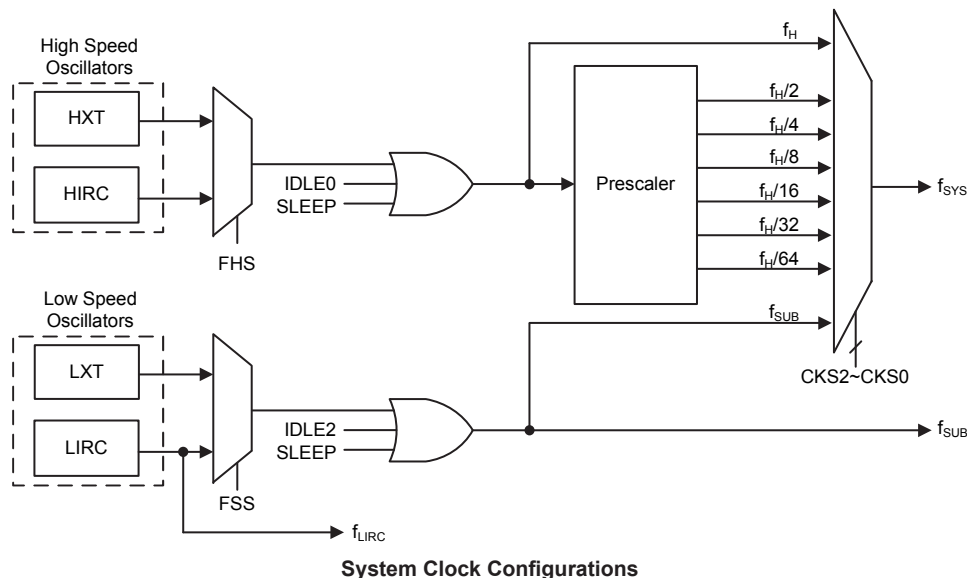 High Speed
Oscillators
HXT
HIRC
FHS
IDLE0
SLEEP
Prescaler
fH
fH/2
fH/4
fH/8
fH/16
fH/32
fH/64
fSUB
CKS2~CKS0
fSYS
Low Speed
Oscillators
LXT
LIRC
FSS
IDLE2
SLEEP
fSUB
fLIRC
System Clock Configurations